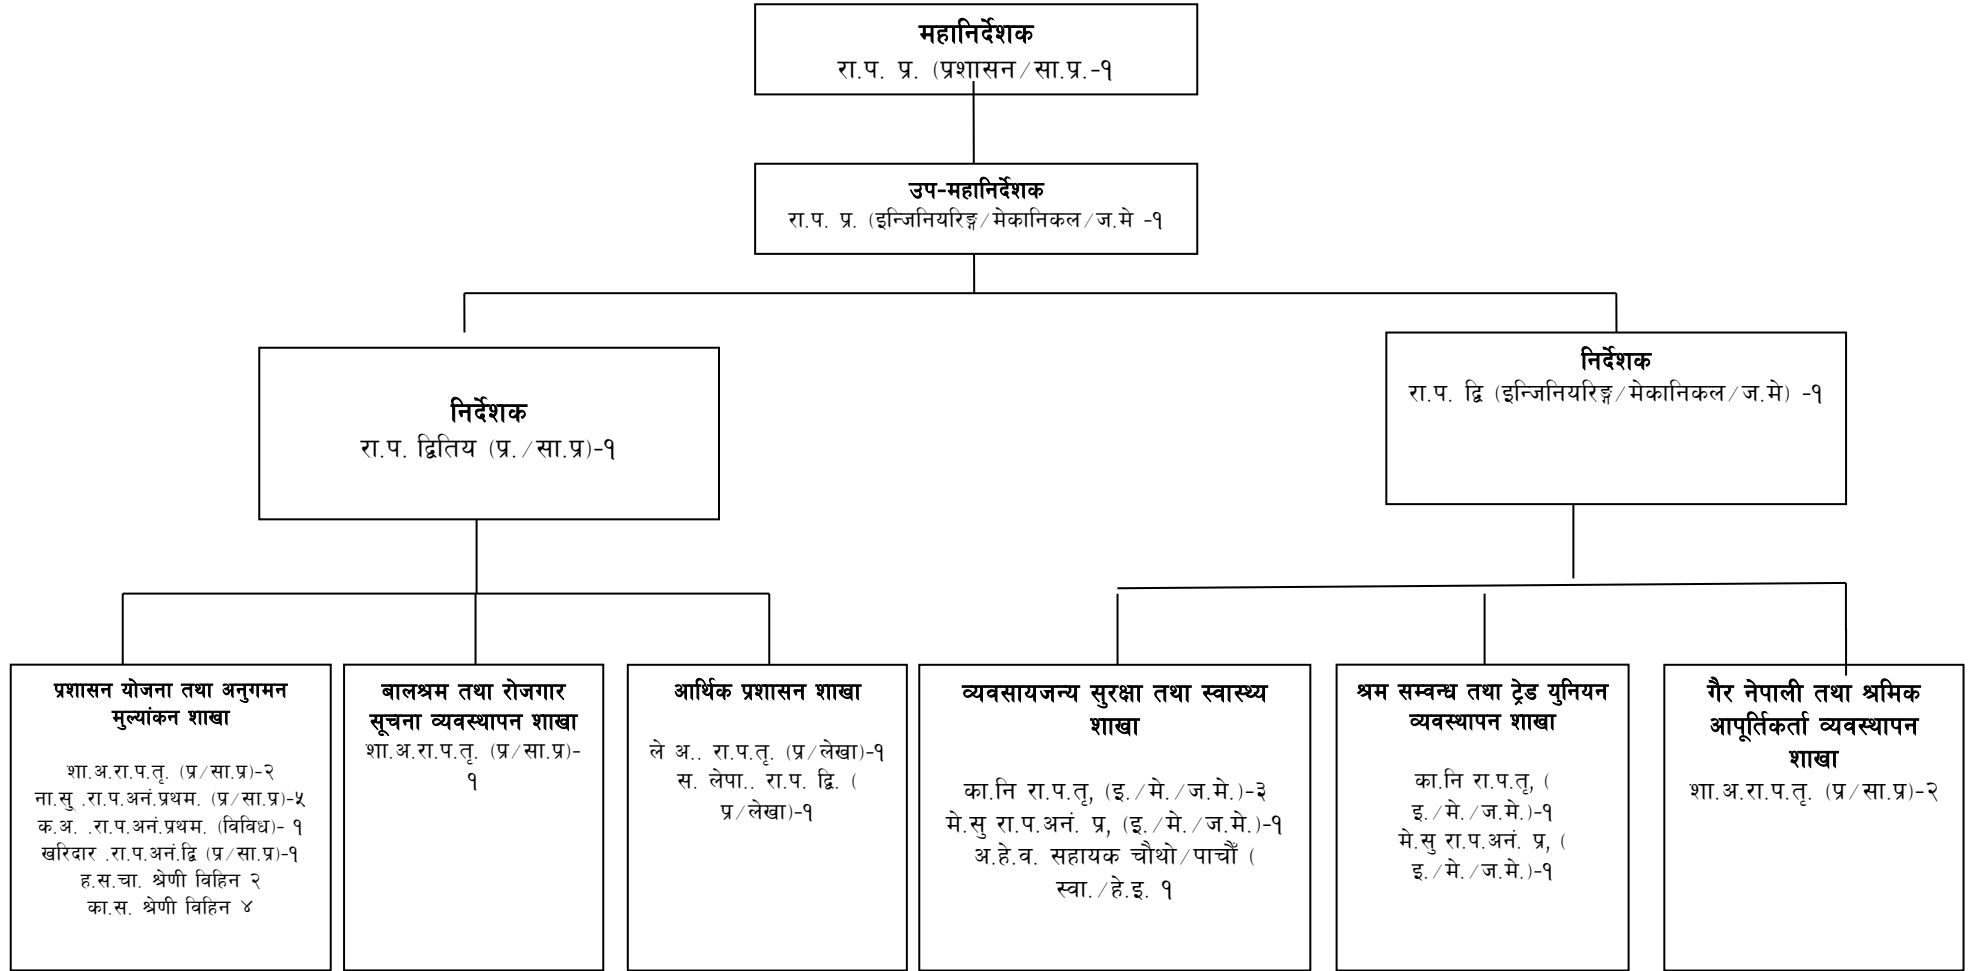 महानिर्देशक
रा.प. प्र. (प्रशासन/सा.प्र.-१
उप-महानिर्देशक
रा.प. प्र. (इन्जिनियरिङ्ग/मेकानिकल/ज.मे -१
निर्देशक
रा.प. द्वितिय (प्र./सा.प्र)-१
निर्देशक
रा.प. द्वि (इन्जिनियरिङ्ग/मेकानिकल/ज.मे) -१
प्रशासन योजना तथा अनुगमन
मुल्यांकन शाखा
शा.अ.रा.प.तृ. (प्र/सा.प्र)-२
ना.सु .रा.प.अनं.प्रथम. (प्र/सा.प्र)-५
क.अ. .रा.प.अनं.प्रथम. (विविध)- १
खरिदार .रा.प.अनं.द्वि (प्र/सा.प्र)-१
ह.स.चा. श्रेणी विहिन २
का.स. श्रेणी विहिन ४
बालश्रम तथा रोजगार
सूचना व्यवस्थापन शाखा
शा.अ.रा.प.तृ. (प्र/सा.प्र)-
१
आर्थिक प्रशासन शाखा
ले अ.. रा.प.तृ. (प्र/लेखा)-१
स. लेपा.. रा.प. द्वि. (
प्र/लेखा)-१
व्यवसायजन्य सुरक्षा तथा स्वास्थ्य
शाखा
का.नि रा.प.तृ, (इ./मे./ज.मे.)-३
मे.सु रा.प.अनं. प्र, (इ./मे./ज.मे.)-१
अ.हे.व. सहायक चौथो/पाचौँ (
स्वा./हे.इ. १
श्रम सम्वन्ध तथा ट्रेड युनियन
व्यवस्थापन शाखा
का.नि रा.प.तृ, (
इ./मे./ज.मे.)-१
मे.सु रा.प.अनं. प्र, (
इ./मे./ज.मे.)-१
गैर नेपाली तथा श्रमिक
आपूर्तिकर्ता व्यवस्थापन
शाखा
शा.अ.रा.प.तृ. (प्र/सा.प्र)-२